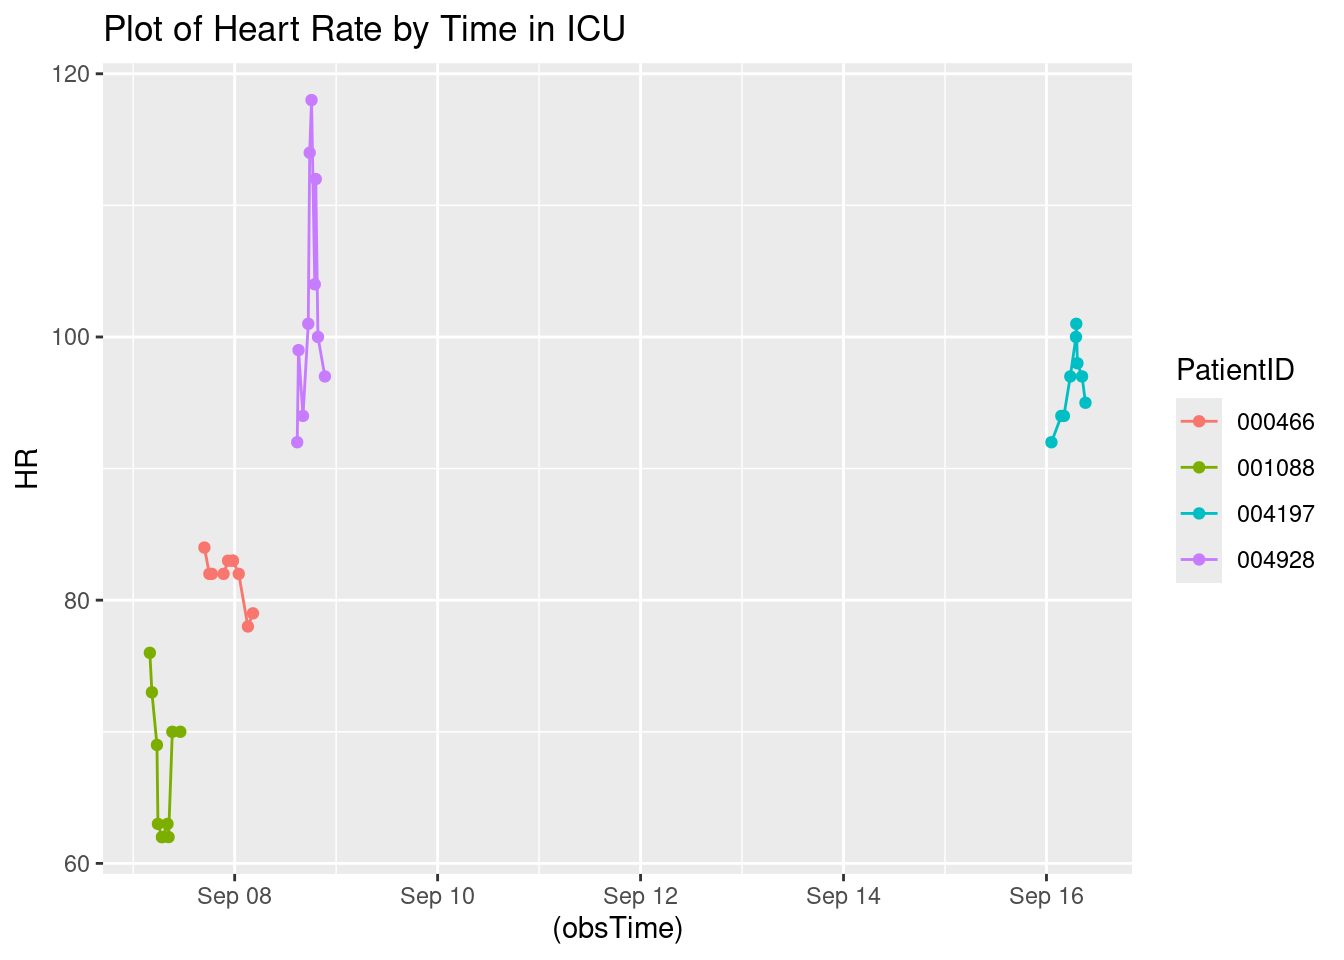 Plot of Heart Rate by Time in ICU
120
100
80
60
HR
Sep 08
Sep 10
Sep 12
Sep 14
Sep 16
(obsTime)
PatientID
000466
001088
004197
004928